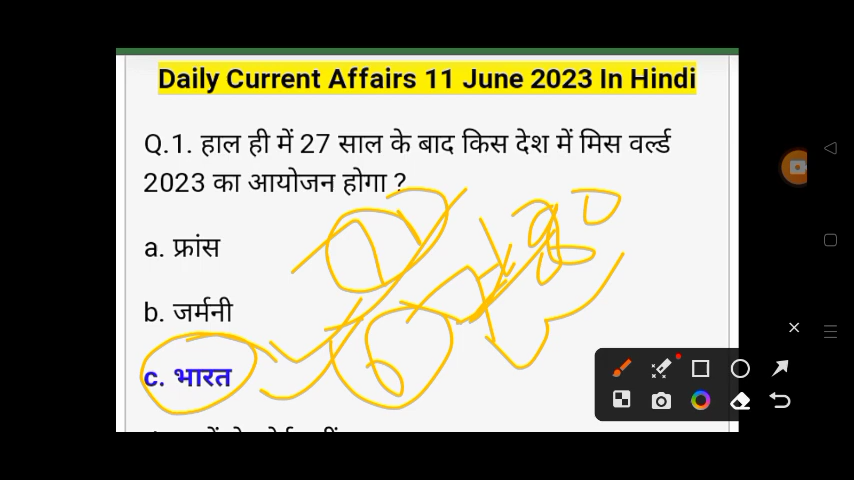 Daily Current Affairs 11 June 2023 In Hindi
Q.1. हाल ही में 27 साल के बाद किस देश में मिस वर्ल्ड
2023 का आयोजन होगा ?
a. फ्रांस
b. जर्मनी
c. भारत